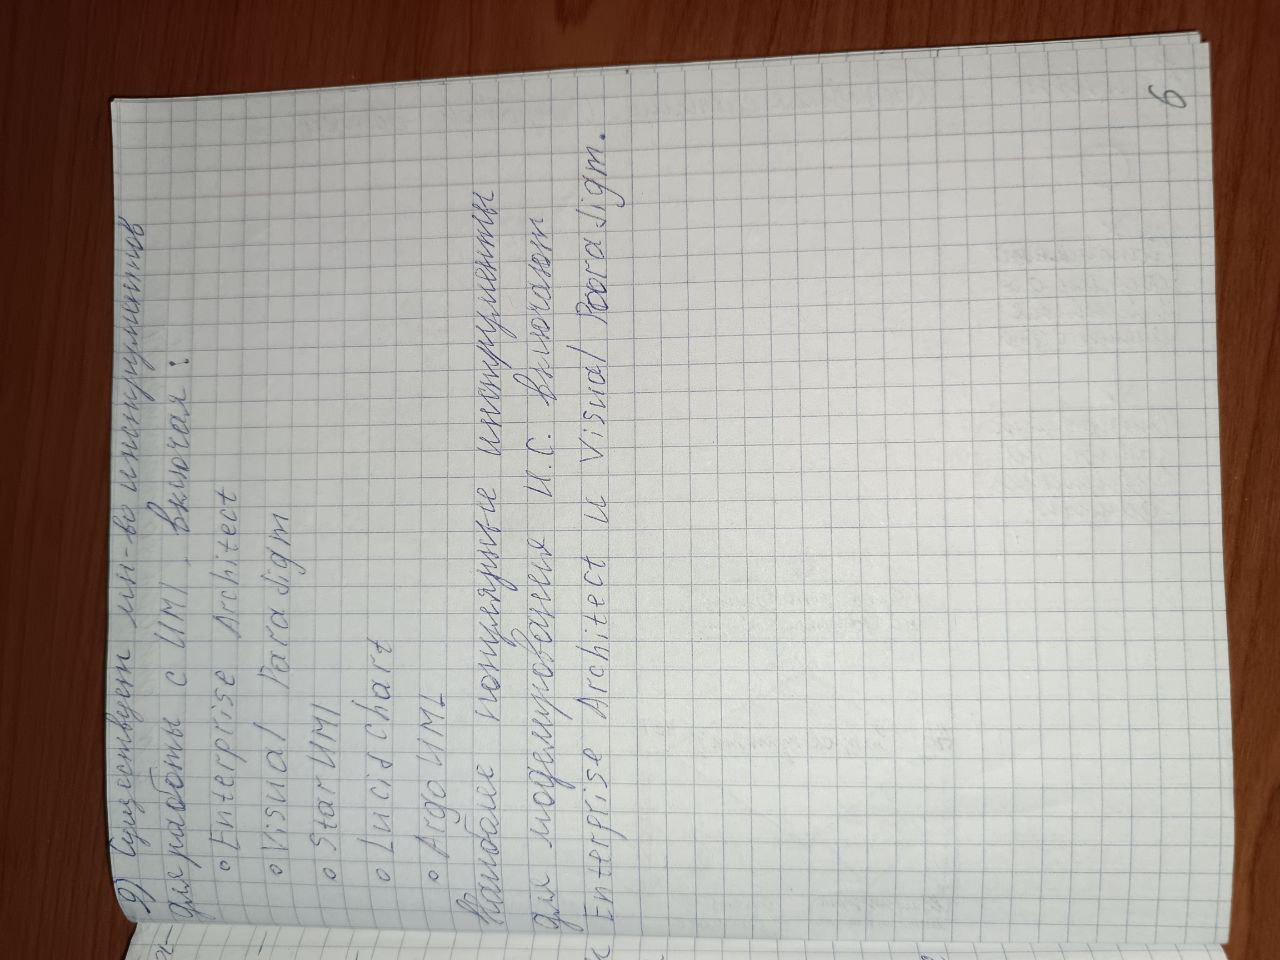 9) Существует мн-во инструментов
для работы с UML, включая:
о Enterprise Architect
о Visual Paradigm
о StarUML
о Lucidchart
о ArgoUML
Наиболее популярные инструменты
для моделирования И.С. включают
Enterprise Architect и Visual Paradigm.
6